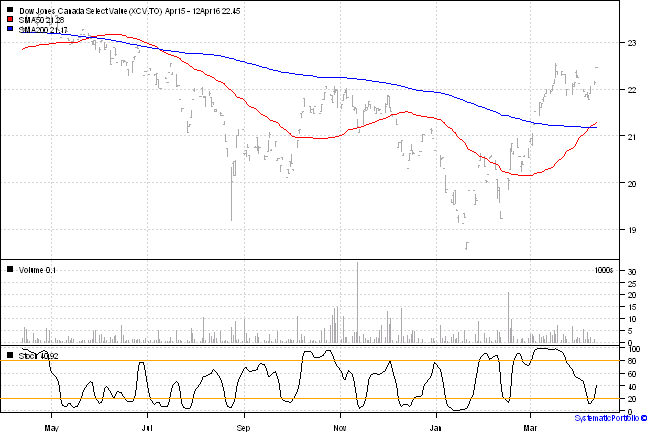 Dow Jones Canada Select Value (XCV.TO) Apr15 - 12Apr16 22.45
SMA50 21.28
SMA200 21.17
23
22
21
20
19
Volume 0.1
1000s
30
25
20
15
10
5
0
Stoch 40.92
100
80
60
40
20
0
May
Jul
Sep
Nov
Jan
Mar
SystematicPortfolio ©